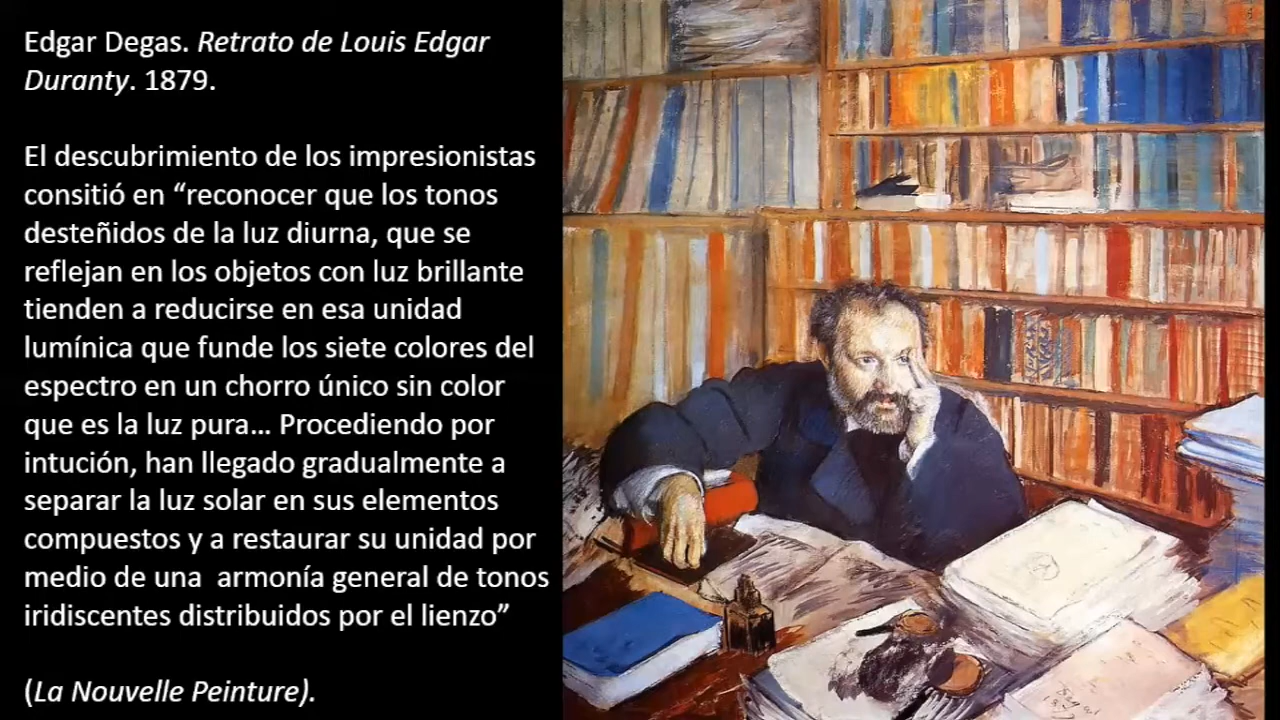 Edgar Degas. Retrato de Louis Edgar
Duranty. 1879.
El descubrimiento de los impresionistas
consitió en “reconocer que los tonos
desteñidos de la luz diurna, que se
reflejan en los objetos con luz brillante
tienden a reducirse en esa unidad
lumínica que funde los siete colores del
espectro en un chorro único sin color
que es la luz pura... Procediendo por
intución, han llegado gradualmente a
separar la luz solar en sus elementos
compuestos y a restaurar su unidad por
medio de una armonía general de tonos
iridiscentes distribuidos por el lienzo”
(La Nouvelle Peinture).